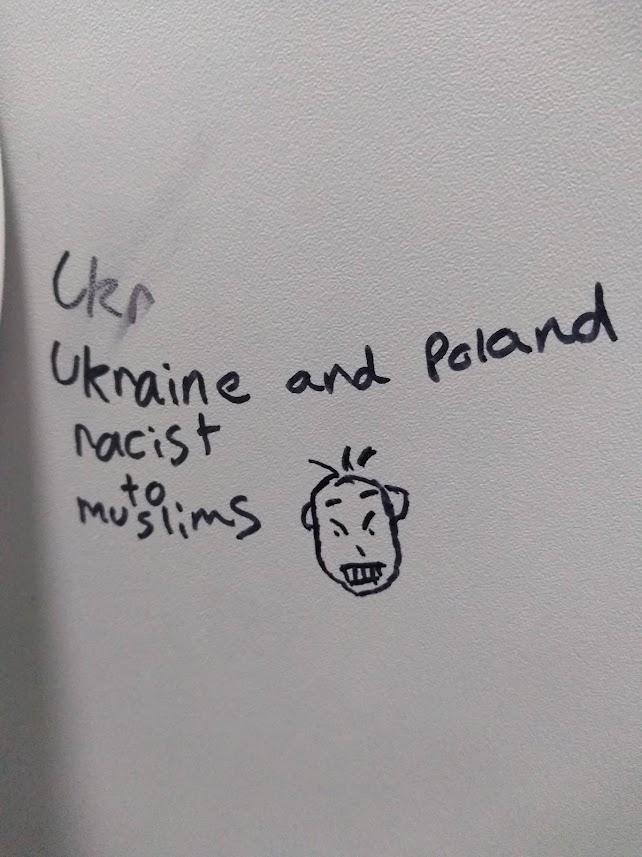 Ukr
Ukraine and Poland
racist
to
muslims